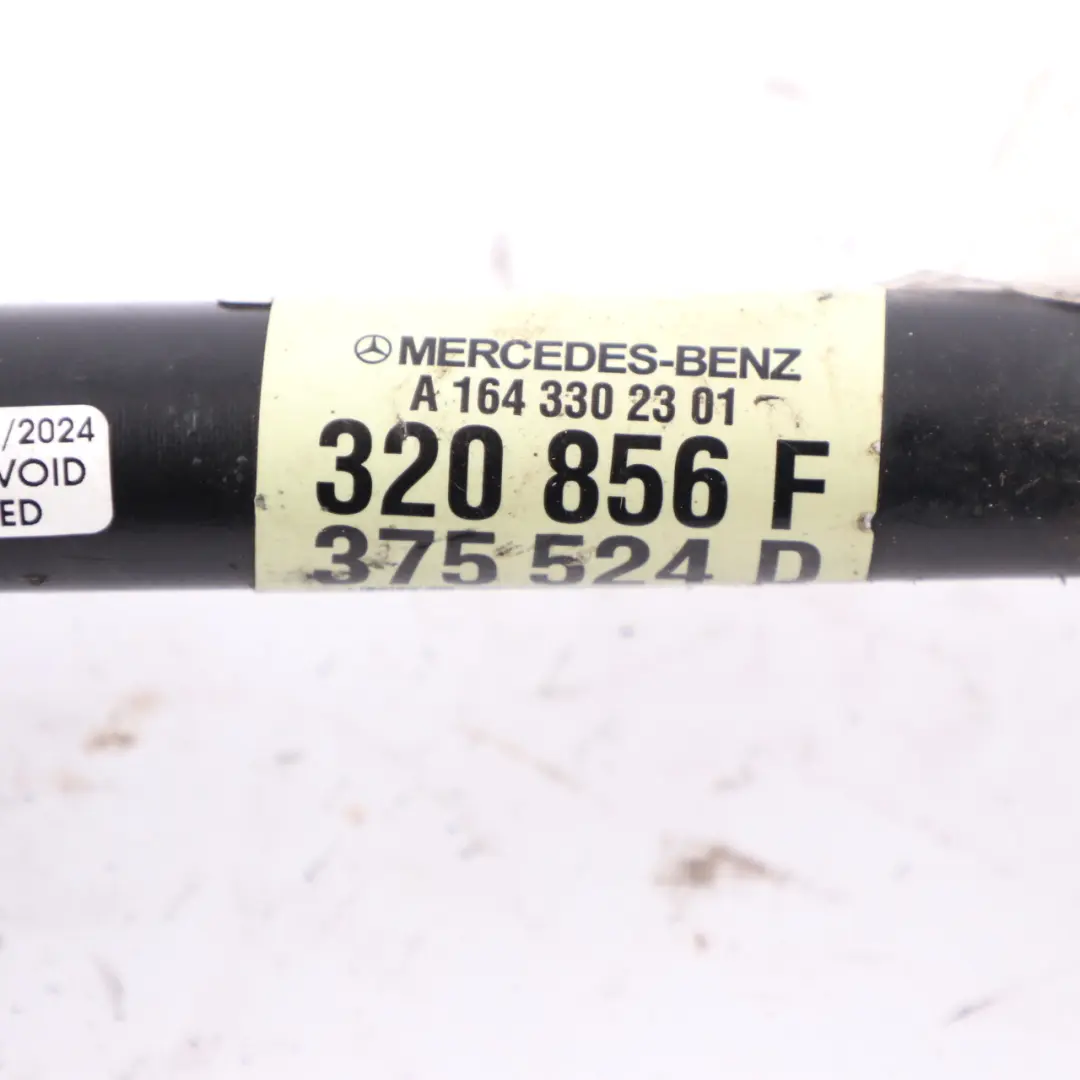 MERCEDES-BENZ
A 164 330 23 01
320 856 F
375 524 D
/2024
VOID
ED